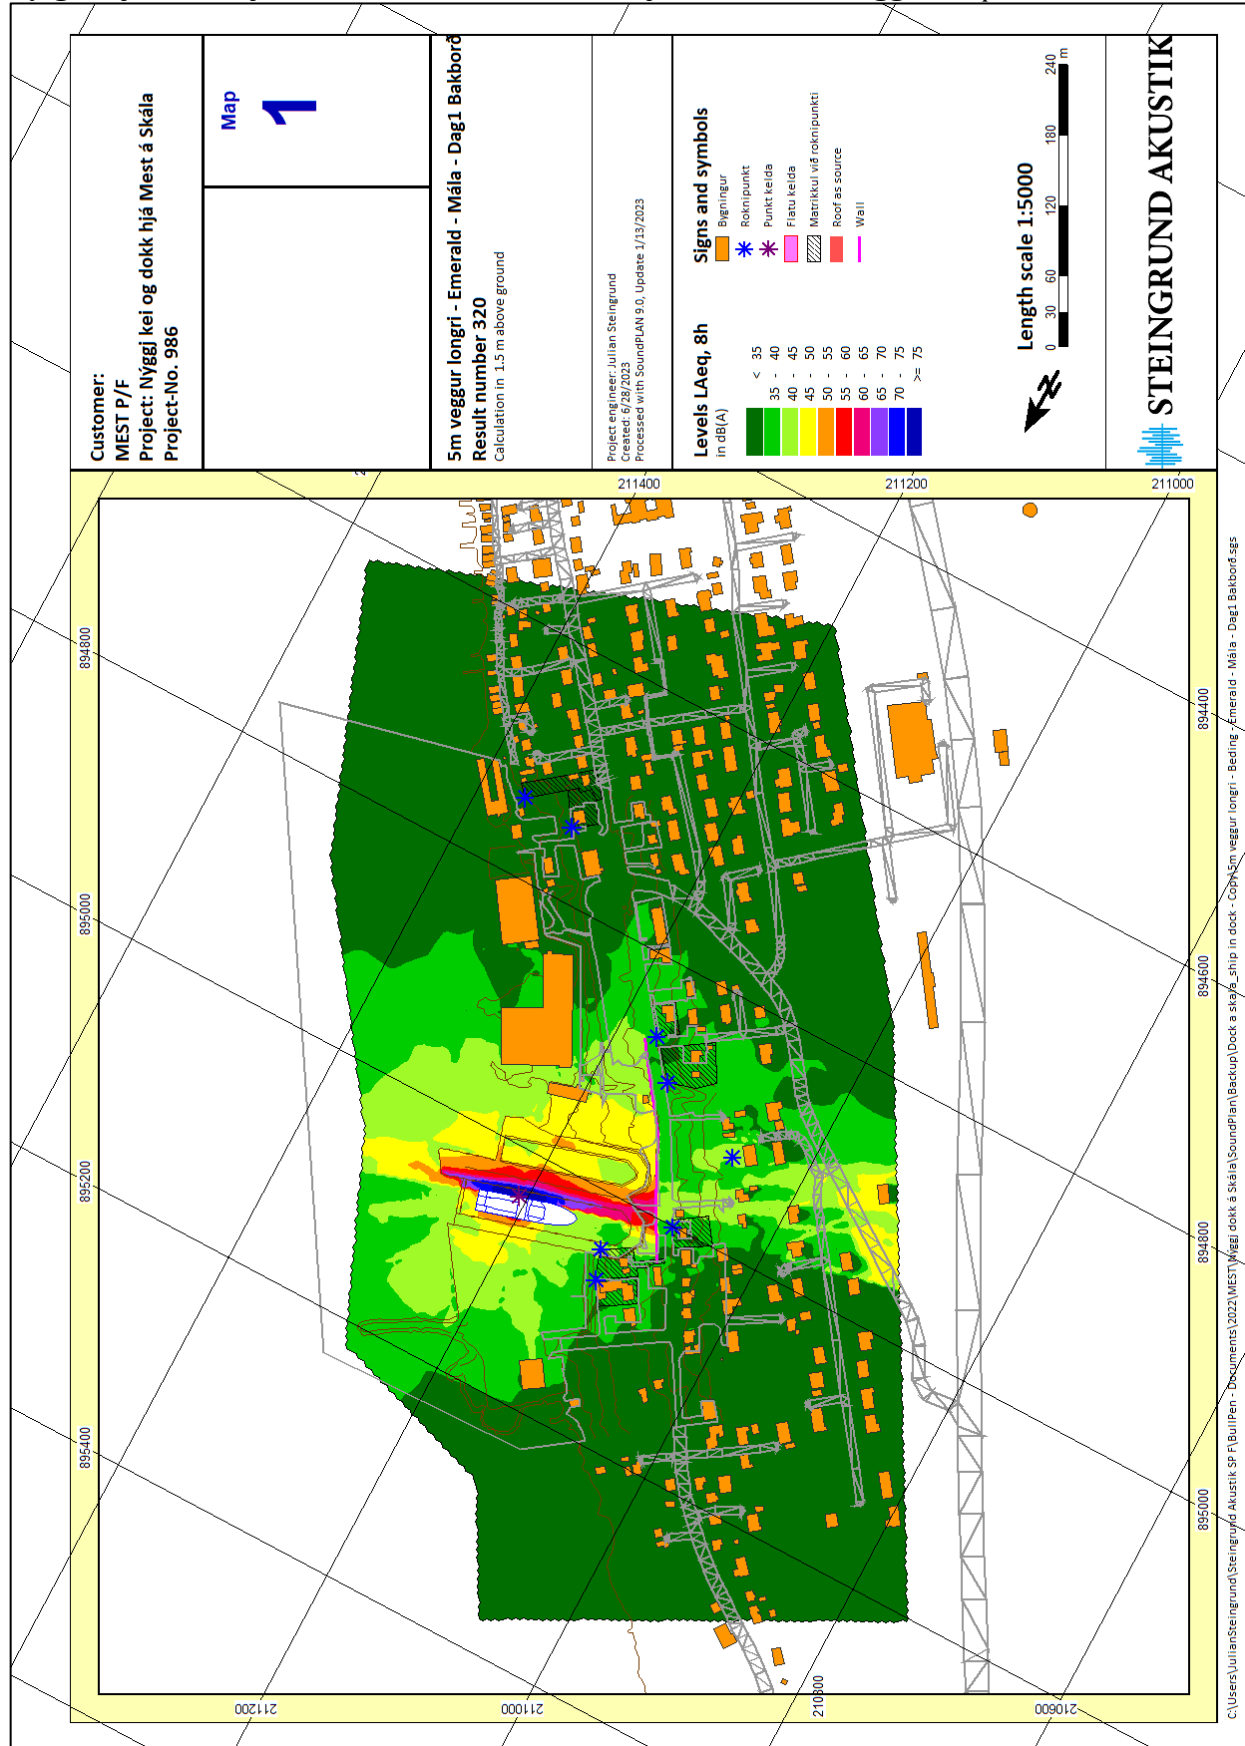 Customer:
MEST P/F
Project: Nýggj kei og dokk hjá Mest á Skála
Project-No. 986
Map
1
5m veggur longri - Emerald - Mála - Dag1 Bakborð
Result number 320
Calculation in 1.5 m above ground
Project engineer: Julian Steingrund
Created: 6/28/2023
Processed with SoundPLAN 9.0, Update 1/13/2023
Levels LAeq, 8h
in dB(A)
< 35
35 - 40
40 - 45
45 - 50
50 - 55
55 - 60
60 - 65
65 - 70
70 - 75
>= 75
Signs and symbols
Bygningur
Roknipunkt
Punkt kelda
Flatu kelda
Matrikkul við roknipunkti
Roof as source
Wall
Length scale 1:5000
0 30 60 120 180 240
m
STEINGRUND AKUSTIK
211400
211200
211000
894800
895000
895200
895400
894400
894600
894800
895000
211200
211000
210800
210600
C:\Users\JulianSteingrund\Steingrund Akustik SP F\BullPen - Documents\2022\MEST\Nýggj dokk á Skála\SoundPlan\Backup\Dock a skala_ship in dock - Copy\5m veggur longri - Beding - Emerald - Mála - Dag1 Bakborð.sgs